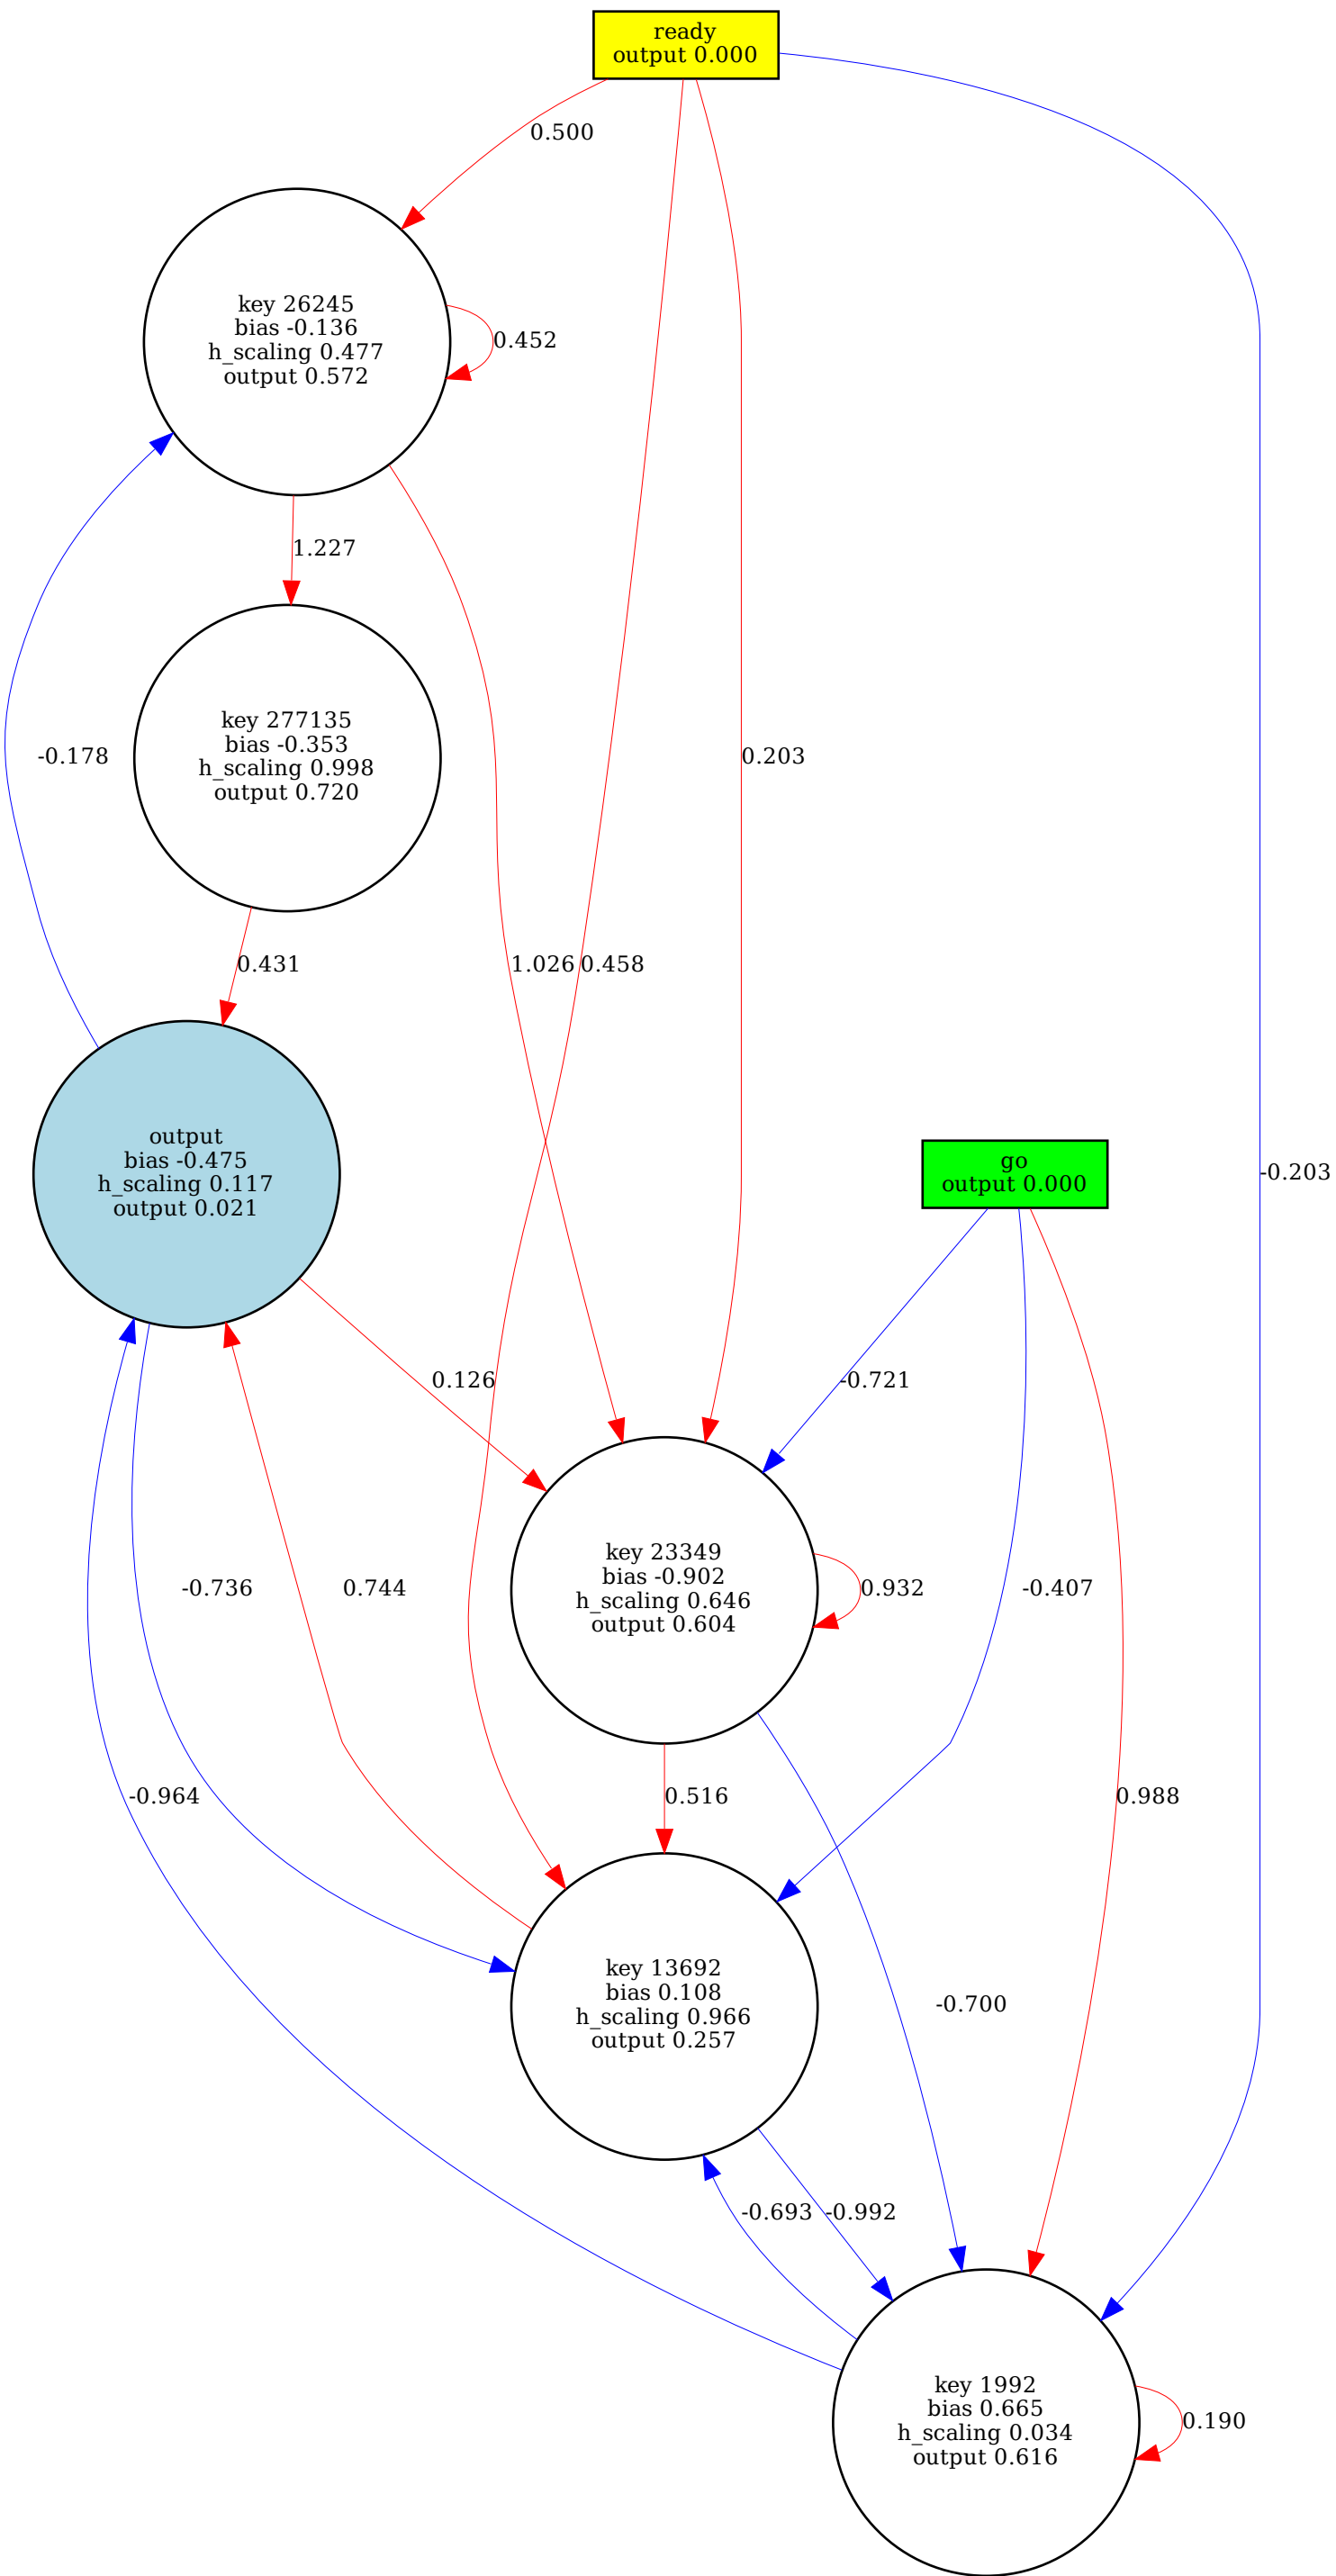 ready
output 0.000
0.500
key 26245
bias -0.136
h_scaling 0.477
output 0.572
0.452
1.227
key 277135
bias -0.353
h_scaling 0.998
output 0.720
-0.178
0.203
0.431
1.026
0.458
output
bias -0.475
h_scaling 0.117
output 0.021
go
output 0.000
-0.203
0.126
-0.721
key 23349
bias -0.902
h_scaling 0.646
output 0.604
-0.736
0.744
0.932
-0.407
-0.964
0.516
0.988
key 13692
bias 0.108
h_scaling 0.966
output 0.257
-0.700
-0.693
-0.992
key 1992
bias 0.665
h_scaling 0.034
output 0.616
0.190